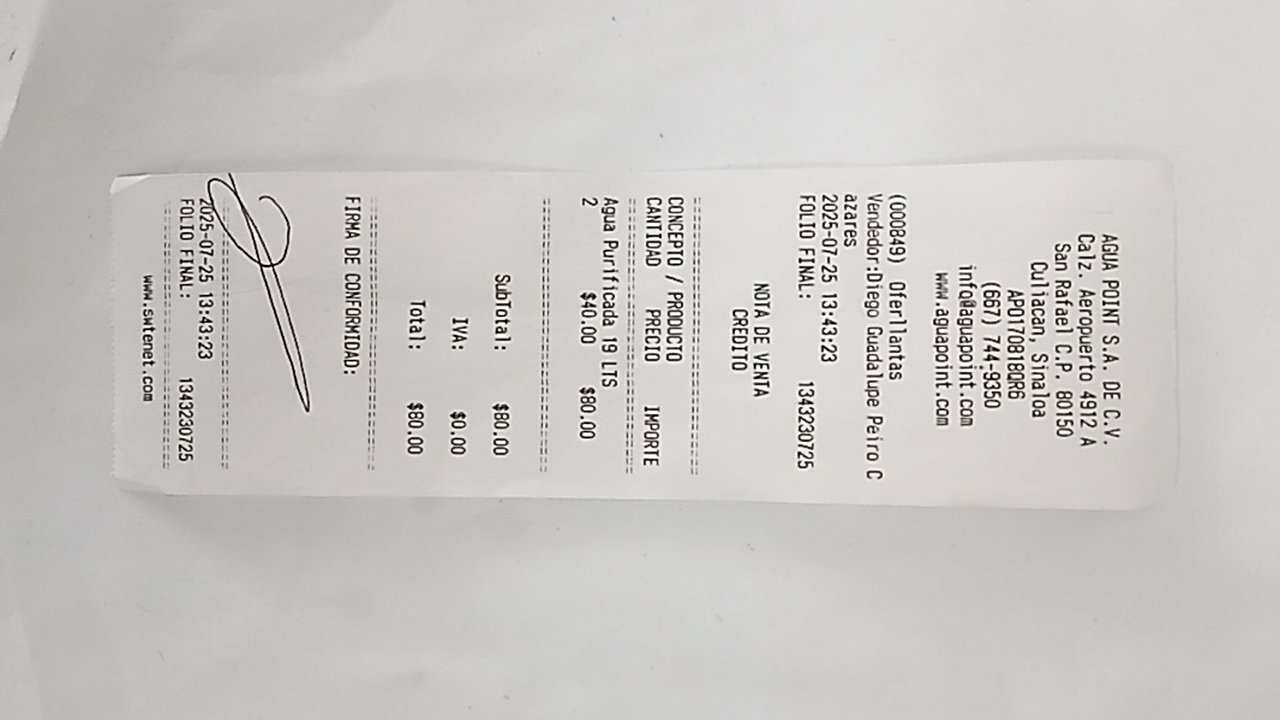 AGUA POINT S.A. DE C.V.
Calz. Aeropuerto 4912 A
San Rafael C.P. 80150
Culiacan, Sinaloa
APO170818QR6
(667) 744-9350
info@aguapoint.com
www.aguapoint.com
(000849) Oferllantas
Vendedor:Diego Guadalupe Peiro C
azares
2025-07-25 13:43:23
FOLIO FINAL: 1343230725
NOTA DE VENTA
CREDITO
CONCEPTO / PRODUCTO
CANTIDAD PRECIO IMPORTE
Agua Purificada 19 LTS
2 $40.00 $80.00
SubTotal: $80.00
IVA: $0.00
Total: $80.00
FIRMA DE CONFORMIDAD:
2025-07-25 13:43:23
FOLIO FINAL: 1343230725
www.swtenet.com